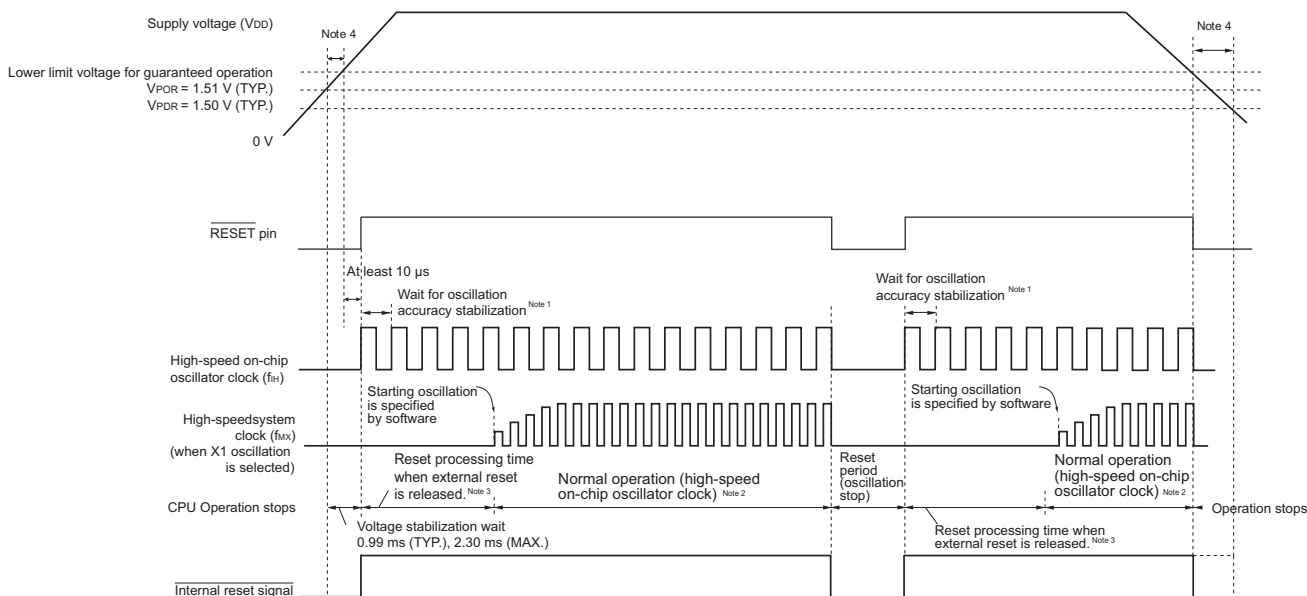 Supply voltage (VDD)
Note 4
Note 4
Lower limit voltage for guaranteed operation
VPOR = 1.51 V (TYP.)
VPDR = 1.50 V (TYP.)
0 V
RESET pin
At least 10 µs
Wait for oscillation
accuracy stabilization Note 1
Wait for oscillation
accuracy stabilization Note 1
High-speed on-chip
oscillator clock (fIH)
Starting oscillation
is specified
by software
Starting oscillation
is specified by software
High-speedsystem
clock (fMX)
(when X1 oscillation
is selected)
Reset processing time
when external reset
is released. Note 3
Normal operation (high-speed
on-chip oscillator clock) Note 2
Reset
period
(oscillation
stop)
Normal operation
(high-speed on-chip
oscillator clock) Note 2
CPU Operation stops
Operation stops
Voltage stabilization wait
0.99 ms (TYP.), 2.30 ms (MAX.)
Reset processing time when
external reset is released. Note 3
Internal reset signal